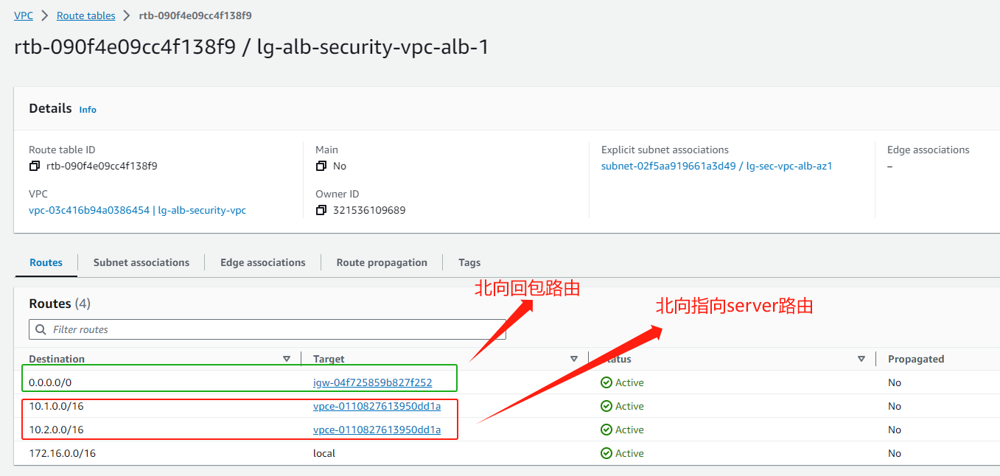 VPC > Route tables > rtb-090f4e09cc4f138f9
rtb-090f4e09cc4f138f9 / lg-alb-security-vpc-alb-1
Details Info
Route table ID
rtb-090f4e09cc4f138f9
Main
No
Explicit subnet associations
subnet-02f5aa919661a3d49 / lg-sec-vpc-alb-az1
Edge associations
–
VPC
vpc-03c416b94a0386454 | lg-alb-security-vpc
Owner ID
321536109689
Routes Subnet associations Edge associations Route propagation Tags
北向回包路由
北向指向server路由
Routes (4)
Filter routes
Destination Target Propagated
0.0.0.0/0 igw-04f725859b827f252 Active No
10.1.0.0/16 vpce-0110827613950dd1a Active No
10.2.0.0/16 vpce-0110827613950dd1a Active No
172.16.0.0/16 local Active No